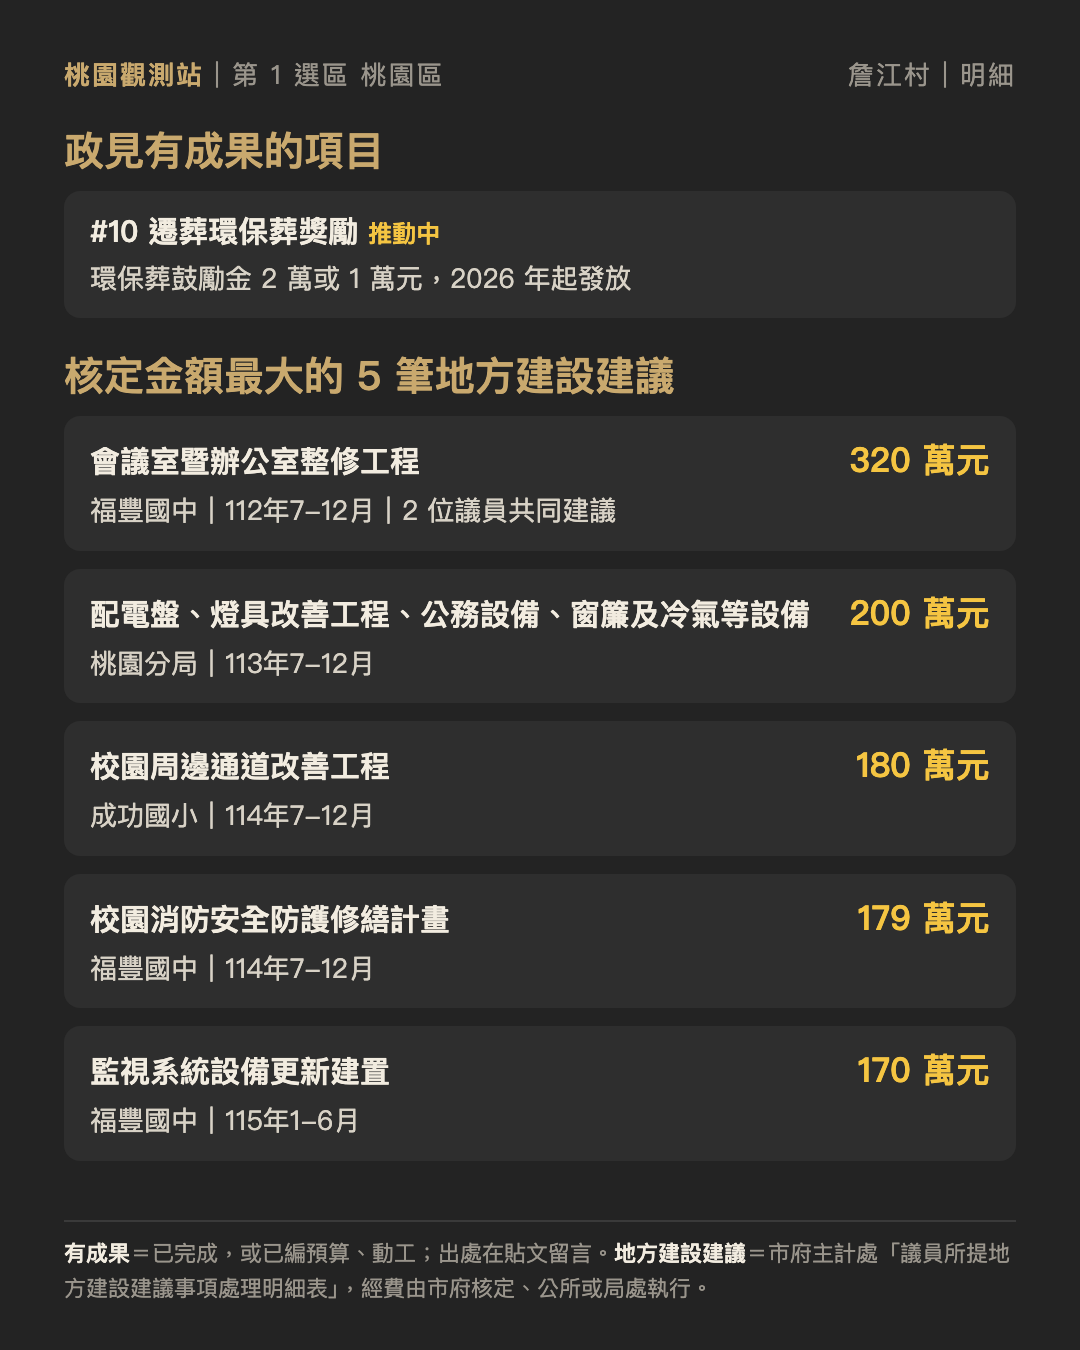 桃園觀測站｜第 1 選區 桃園區
詹江村｜明細
政見有成果的項目
#10 遷葬環保葬獎勵 推動中
環保葬鼓勵金 2 萬或 1 萬元，2026 年起發放
核定金額最大的 5 筆地方建設建議
會議室暨辦公室整修工程 320 萬元
福豐國中｜112年7–12月｜2 位議員共同建議
配電盤、燈具改善工程、公務設備、窗簾及冷氣等設備 200 萬元
桃園分局｜113年7–12月
校園周邊通道改善工程 180 萬元
成功國小｜114年7–12月
校園消防安全防護修繕計畫 179 萬元
福豐國中｜114年7–12月
監視系統設備更新建置 170 萬元
福豐國中｜115年1–6月
有成果＝已完成，或已編預算、動工；出處在貼文留言。地方建設建議＝市府主計處「議員所提地
方建設建議事項處理明細表」，經費由市府核定、公所或局處執行。